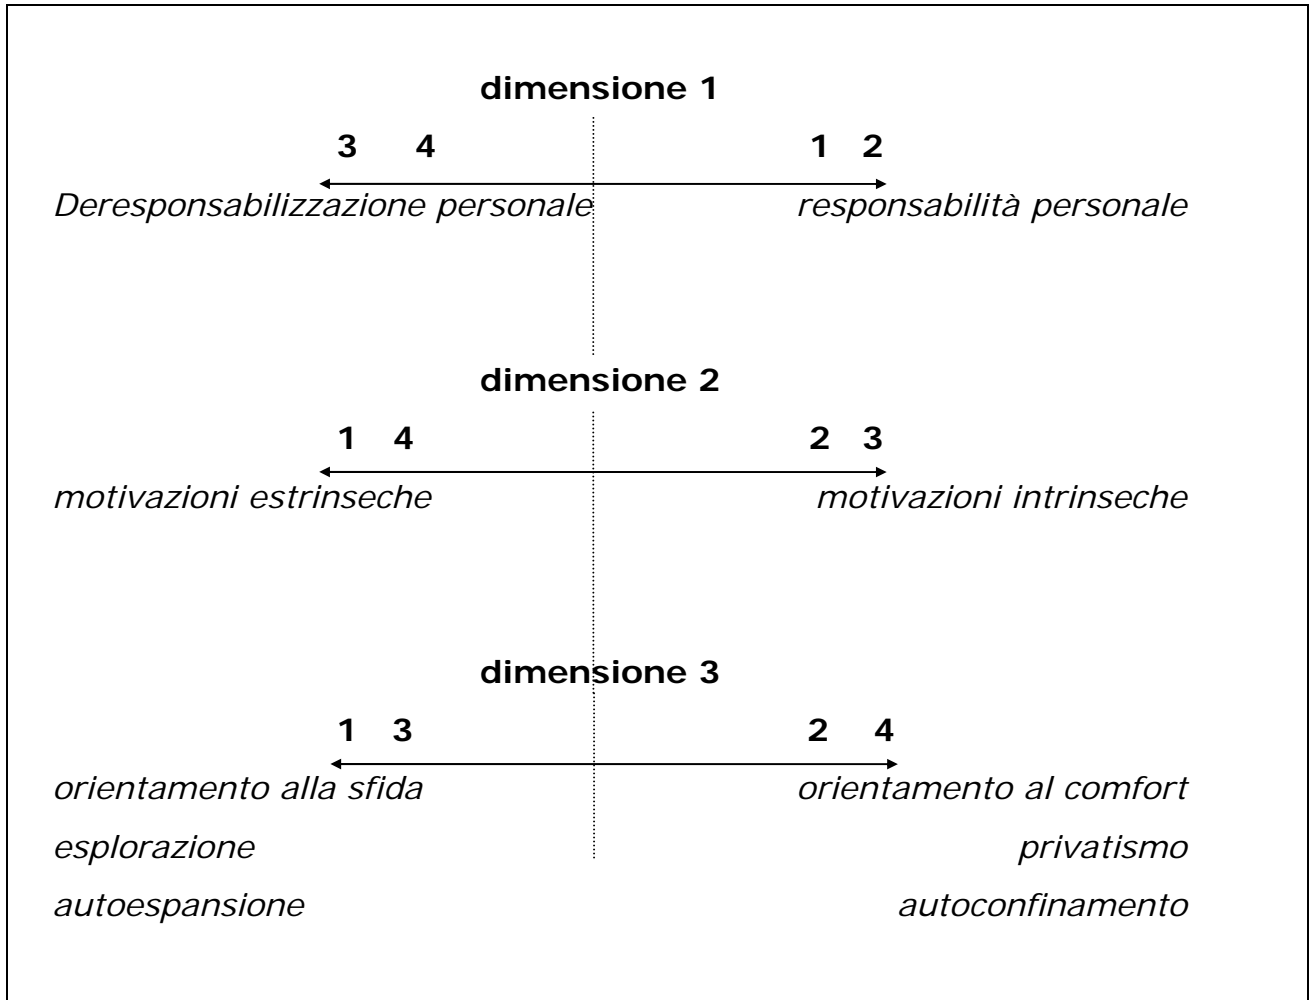 dimensione 1
3 4 1 2
Deresponsabilizzazione personale responsabilità personale
dimensione 2
1 4 2 3
motivazioni estrinseche motivazioni intrinseche
dimensione 3
1 3 2 4
orientamento alla sfida orientamento al comfort
esplorazione privatismo
autoespansione autoconfinamento